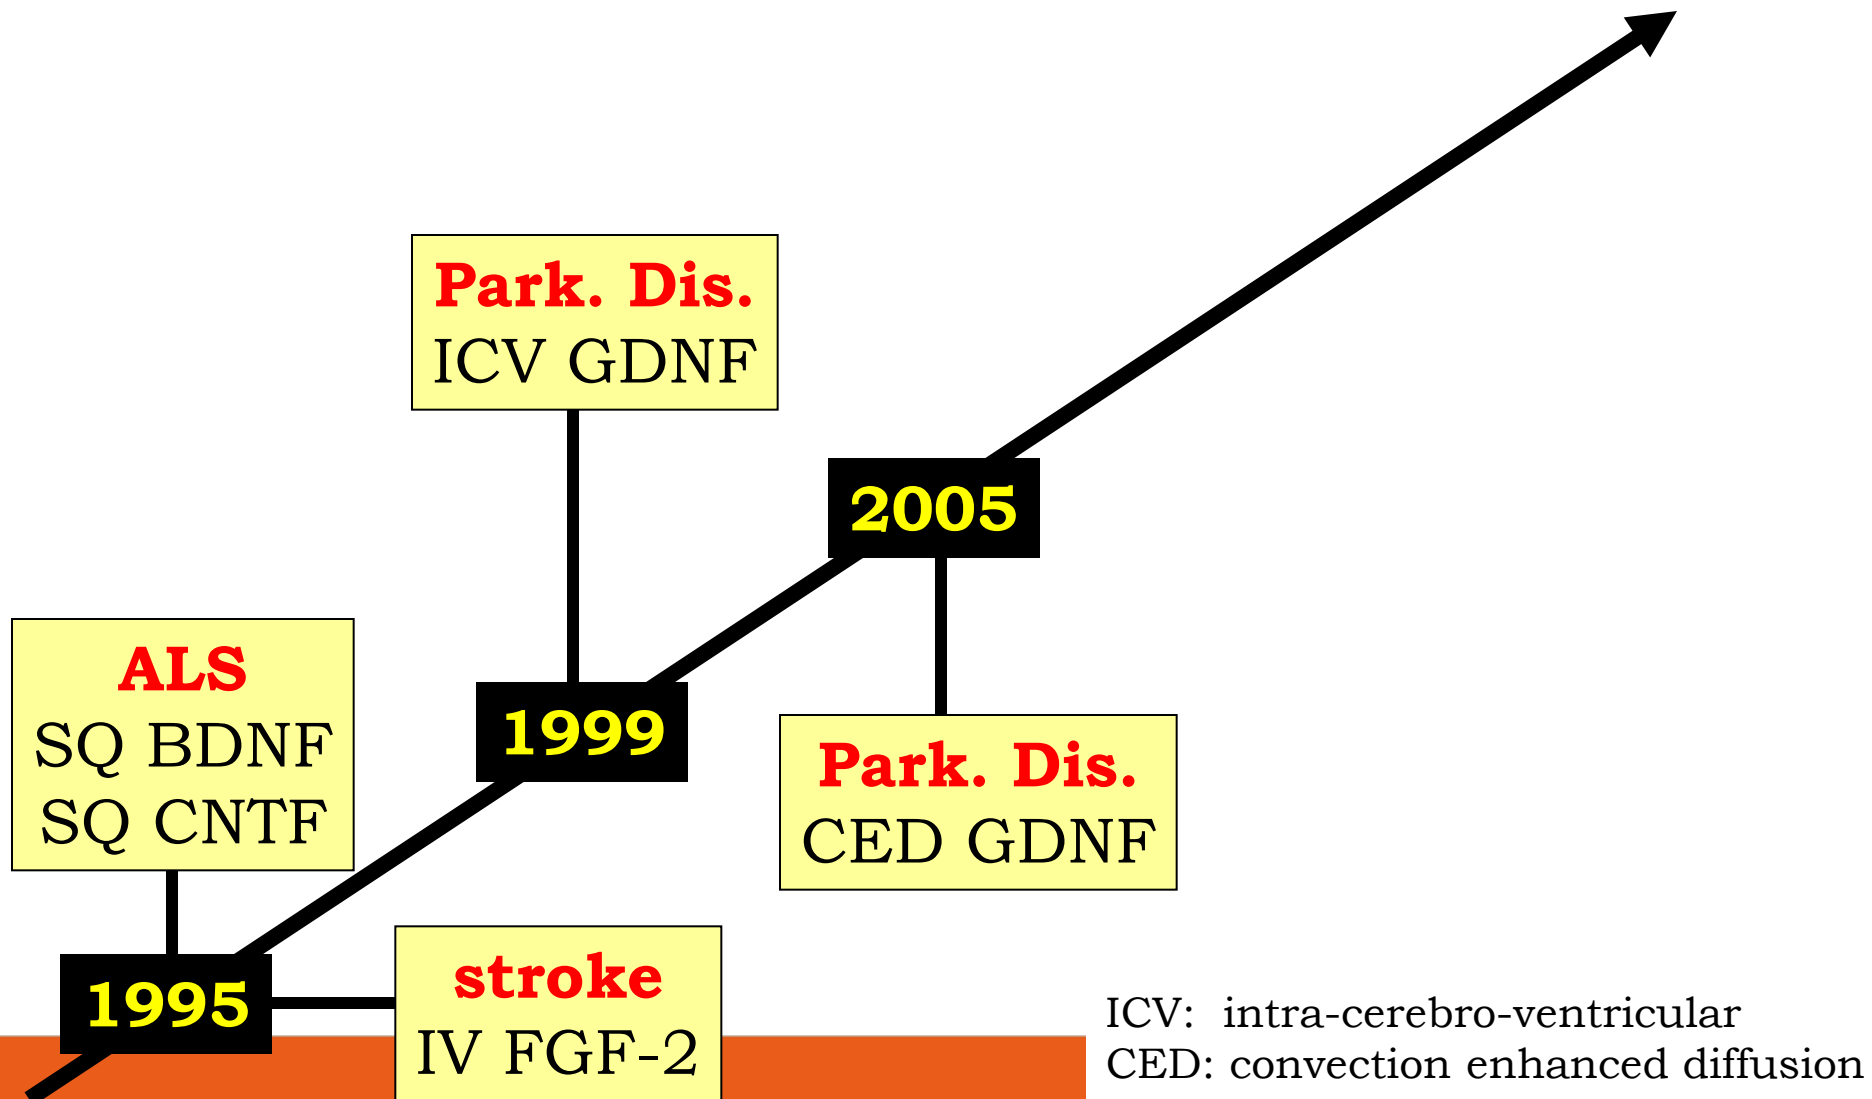 Park. Dis.
ICV GDNF
2005
ALS
SQ BDNF
SQ CNTF
1999
Park. Dis.
CED GDNF
1995
stroke
IV FGF-2
ICV: intra-cerebro-ventricular
CED: convection enhanced diffusion